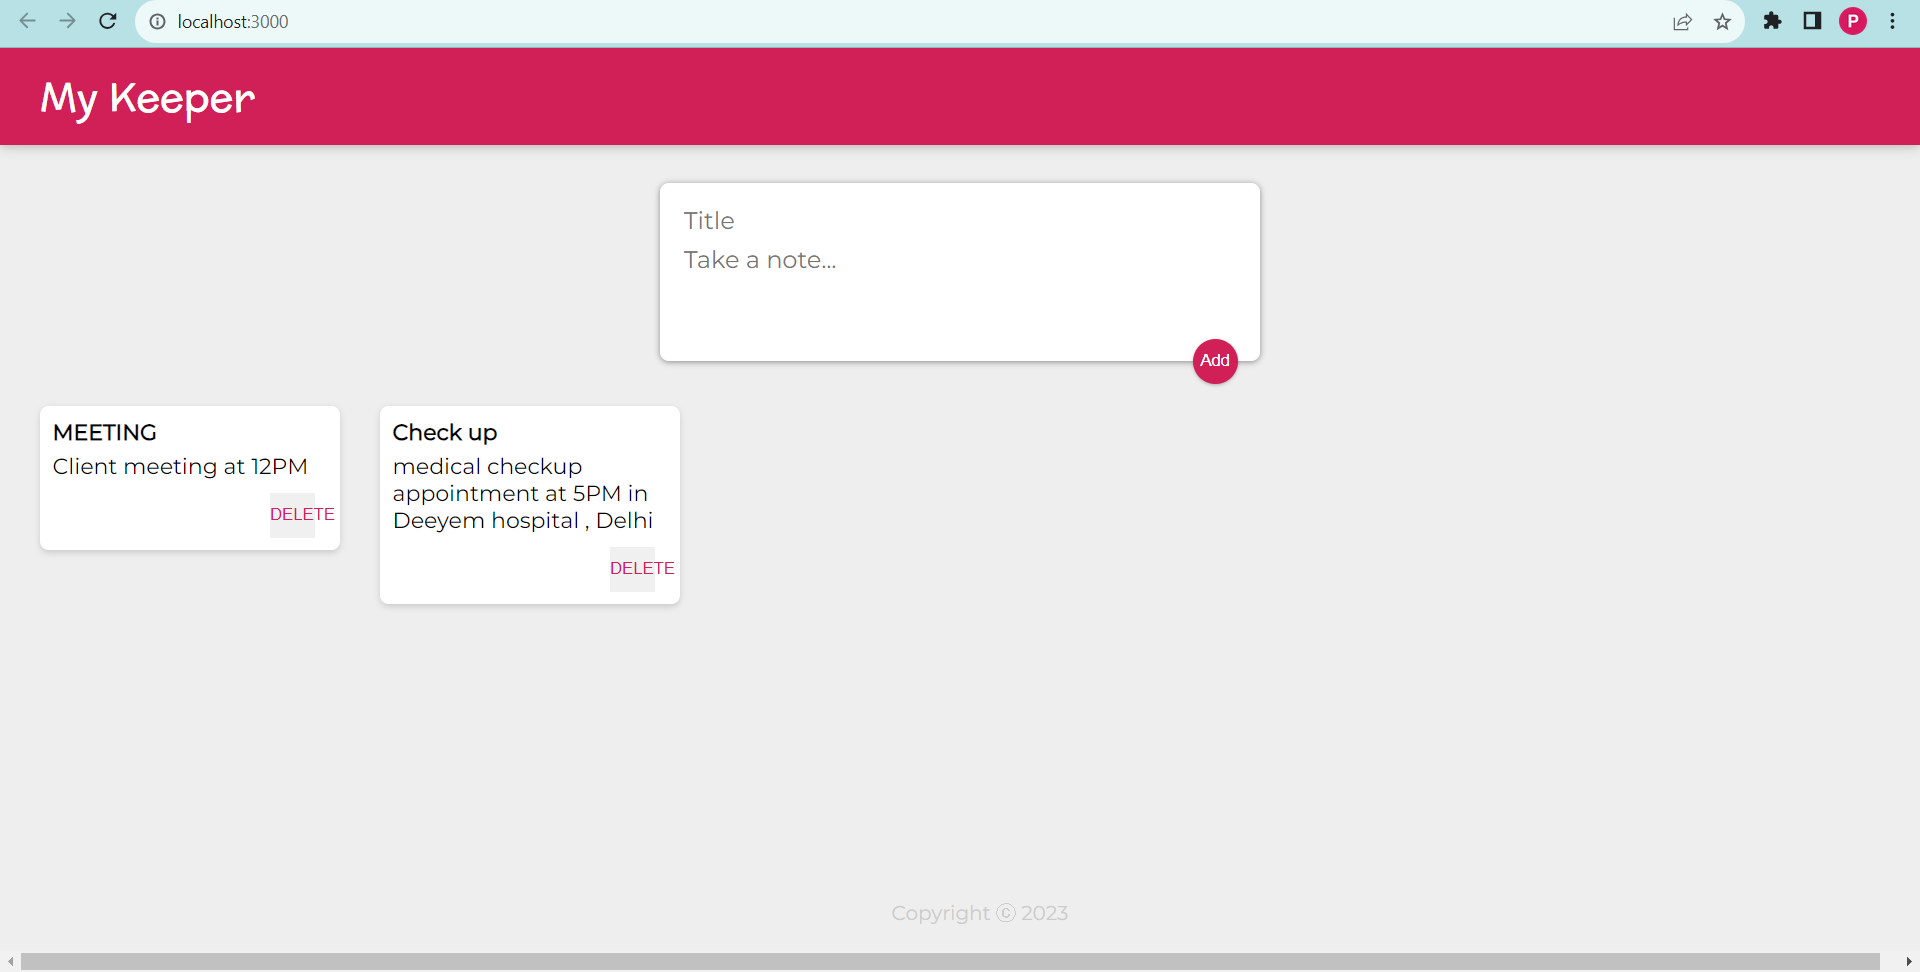 localhost:3000
P
My Keeper
Title
Take a note...
Add
MEETING
Client meeting at 12PM
DELETE
Check up
medical checkup
appointment at 5PM in
Deeyem hospital , Delhi
DELETE
Copyright ⓒ 2023